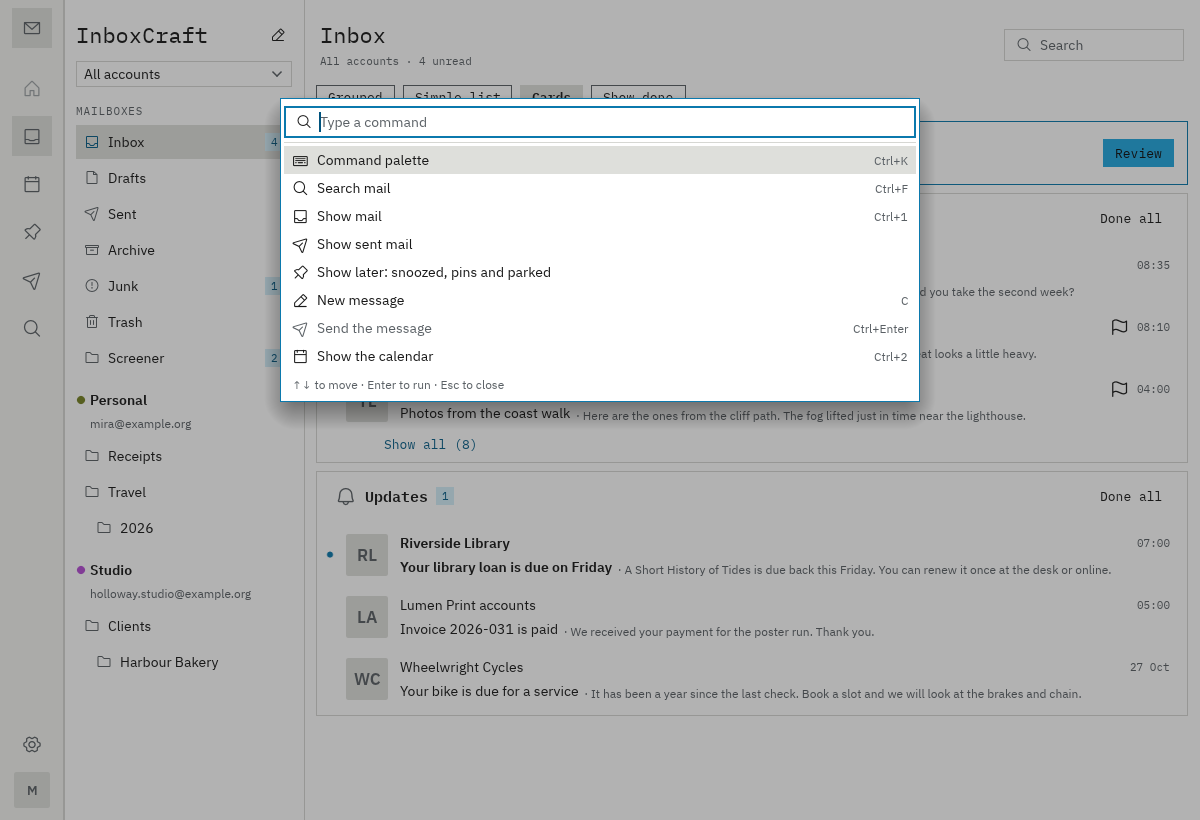 InboxCraft
All accounts
MAILBOXES
Inbox 4
Drafts
Sent
Archive
Junk 1
Trash
Screener 2
Personal
mira@example.org
Receipts
Travel
2026
Studio
holloway.studio@example.org
Clients
Harbour Bakery
M
Inbox
All accounts · 4 unread
Search
Grouped Simple list Cards Show done
Review
Type a command
Command palette Ctrl+K
Search mail Ctrl+F
Show mail Ctrl+1
Show sent mail
Show later: snoozed, pins and parked
New message C
Send the message Ctrl+Enter
Show the calendar Ctrl+2
↑↓ to move · Enter to run · Esc to close
Done all
08:35
you take the second week?
08:10
looks a little heavy.
04:00
Photos from the coast walk · Here are the ones from the cliff path. The fog lifted just in time near the lighthouse.
Show all (8)
Updates 1 Done all
RL Riverside Library 07:00
Your library loan is due on Friday · A Short History of Tides is due back this Friday. You can renew it once at the desk or online.
LA Lumen Print accounts 05:00
Invoice 2026-031 is paid · We received your payment for the poster run. Thank you.
WC Wheelwright Cycles 27 Oct
Your bike is due for a service · It has been a year since the last check. Book a slot and we will look at the brakes and chain.